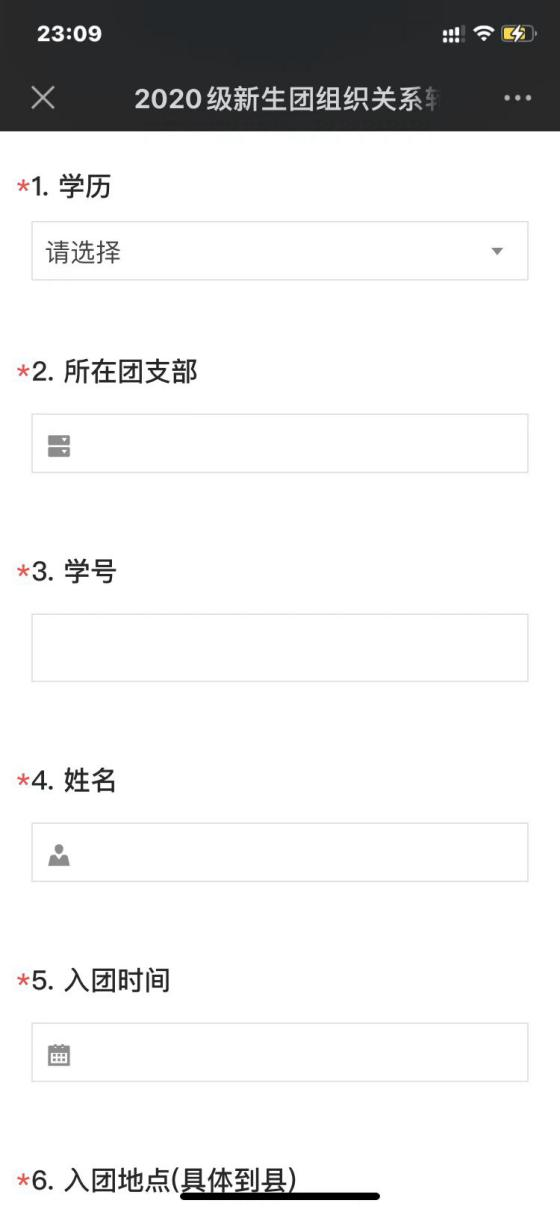 23:09
2020级新生团组织关系转
*1. 学历
请选择
*2. 所在团支部
*3. 学号
*4. 姓名
*5. 入团时间
*6. 入团地点(具体到县)